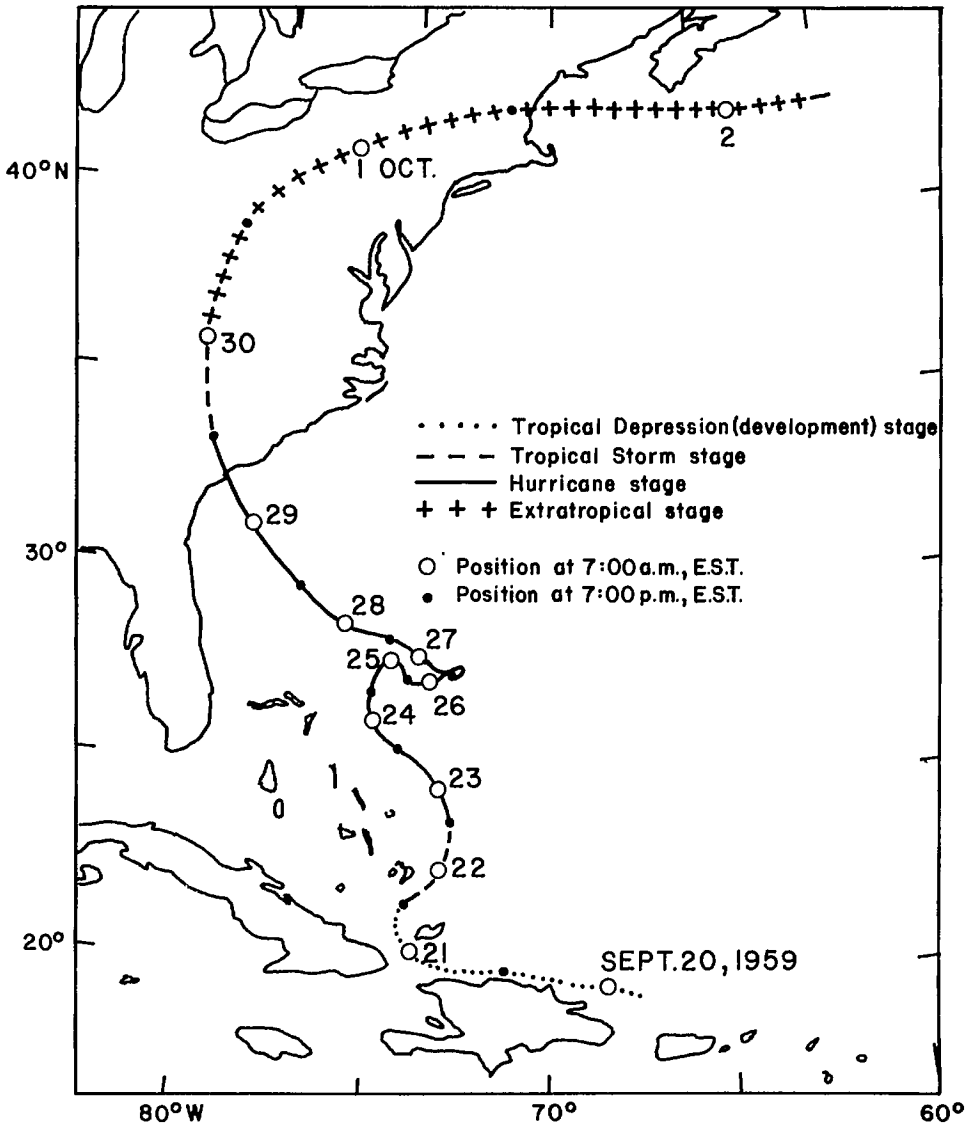 60°
2
1 OCT.
40°N
30
· · · · · · Tropical Depression(development) stage
— — — Tropical Storm stage
——— Hurricane stage
+ + + Extratropical stage
29
30°
○ Position at 7:00 a.m., E.S.T.
• Position at 7:00 p.m., E.S.T.
28
27
25
26
24
23
22
20°
21
SEPT. 20, 1959
80°W
70°
60°